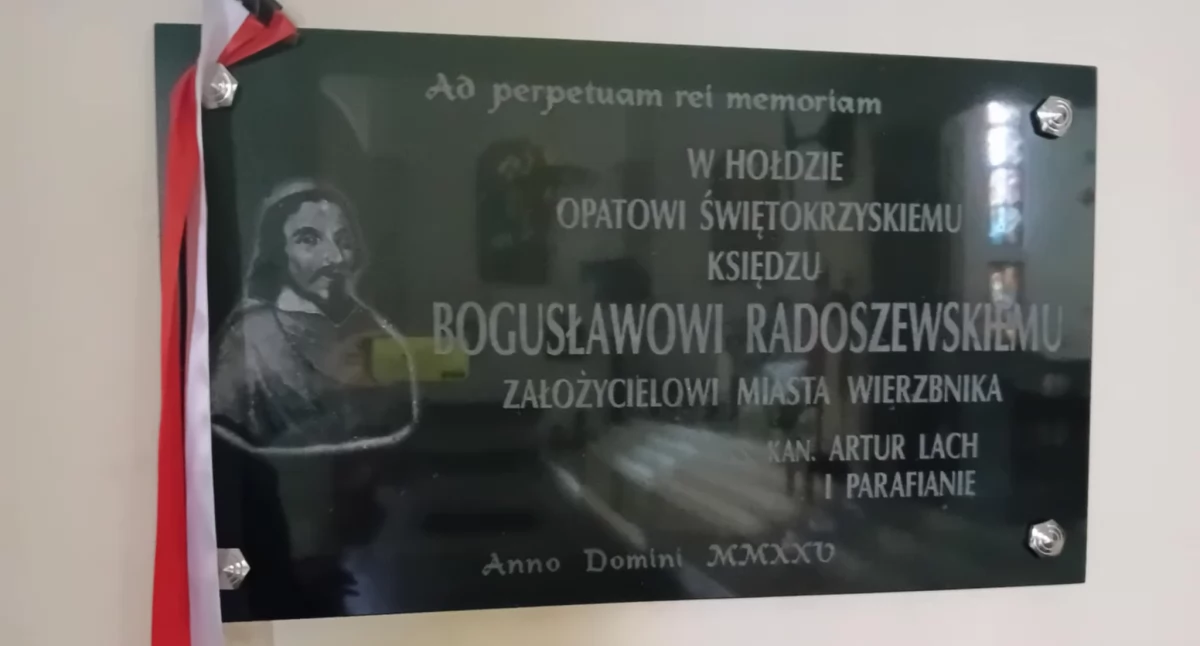 Ad perpetuam rei memoriam
W HOŁDZIE
OPATOWI ŚWIĘTOKRZYSKIEMU
KSIĘDZU
BOGUSŁAWOWI RADOSZEWSKIEMU
ZAŁOŻYCIELOWI MIASTA WIERZBNIKA
KAN. ARTUR LACH
I PARAFIANIE
Anno Domini MMXXV